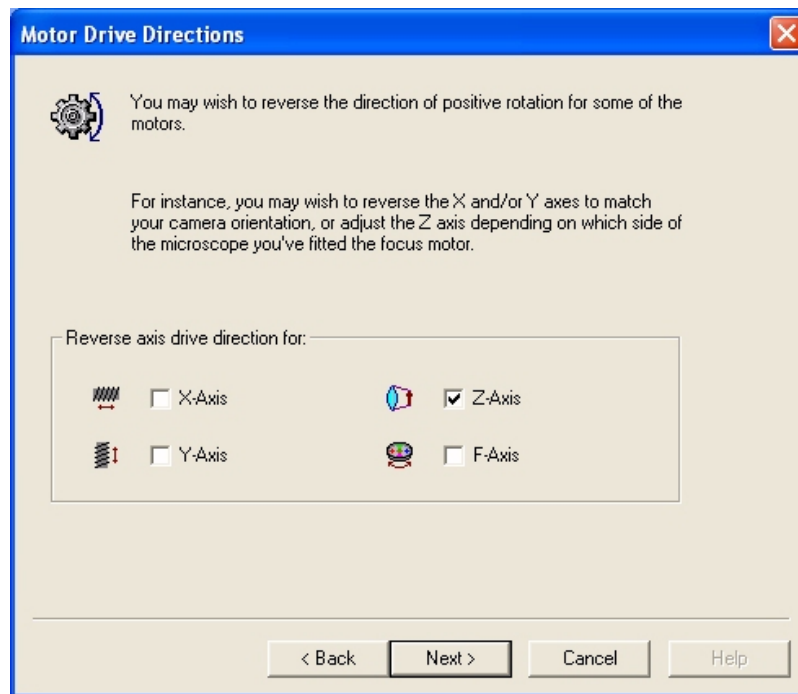 Motor Drive Directions
You may wish to reverse the direction of positive rotation for some of the
motors.
For instance, you may wish to reverse the X and/or Y axes to match
your camera orientation, or adjust the Z axis depending on which side of
the microscope you've fitted the focus motor.
Reverse axis drive direction for:
X-Axis
Z-Axis
Y-Axis
F-Axis
< Back
Next >
Cancel
Help